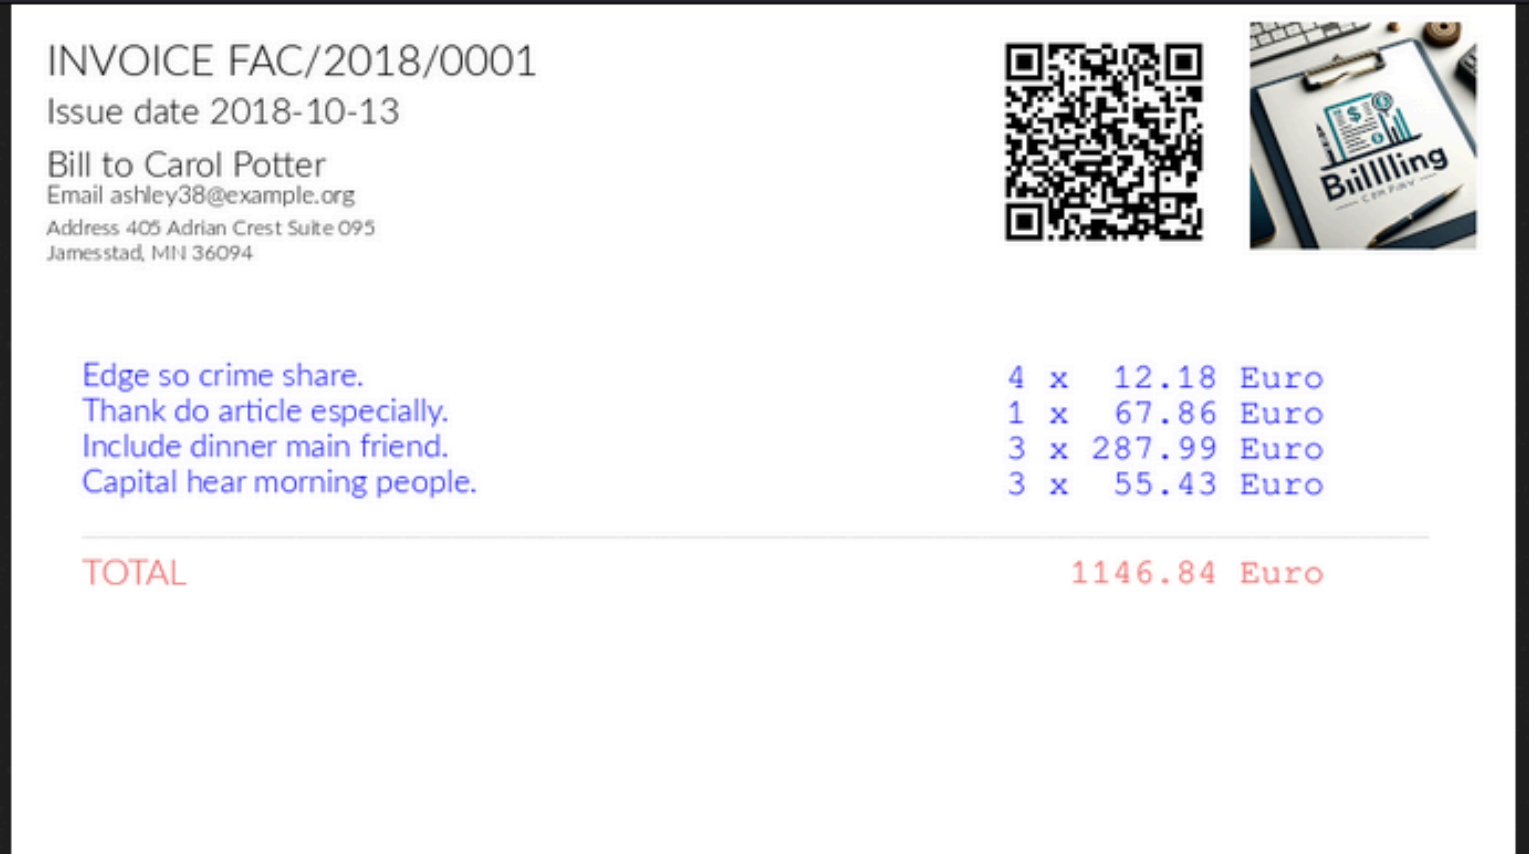 INVOICE FAC/2018/0001
Issue date 2018-10-13
Bill to Carol Potter
Email ashley38@example.org
Address 405 Adrian Crest Suite 095
Jamesstad, MN 36094
$
Biilllling
COMPANY
Edge so crime share. 4 x 12.18 Euro
Thank do article especially. 1 x 67.86 Euro
Include dinner main friend. 3 x 287.99 Euro
Capital hear morning people. 3 x 55.43 Euro
TOTAL 1146.84 Euro